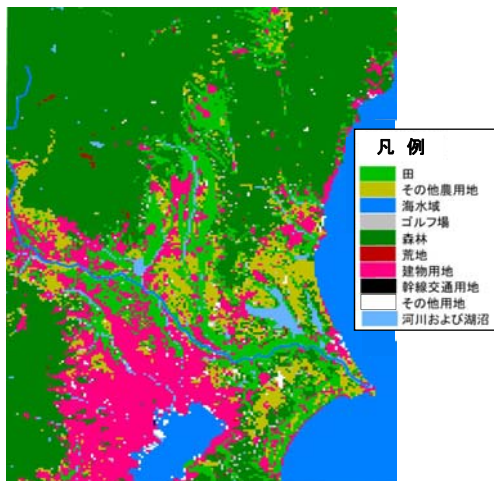 凡 例
田
その他農用地
海水域
ゴルフ場
森林
荒地
建物用地
幹線交通用地
その他用地
河川および湖沼